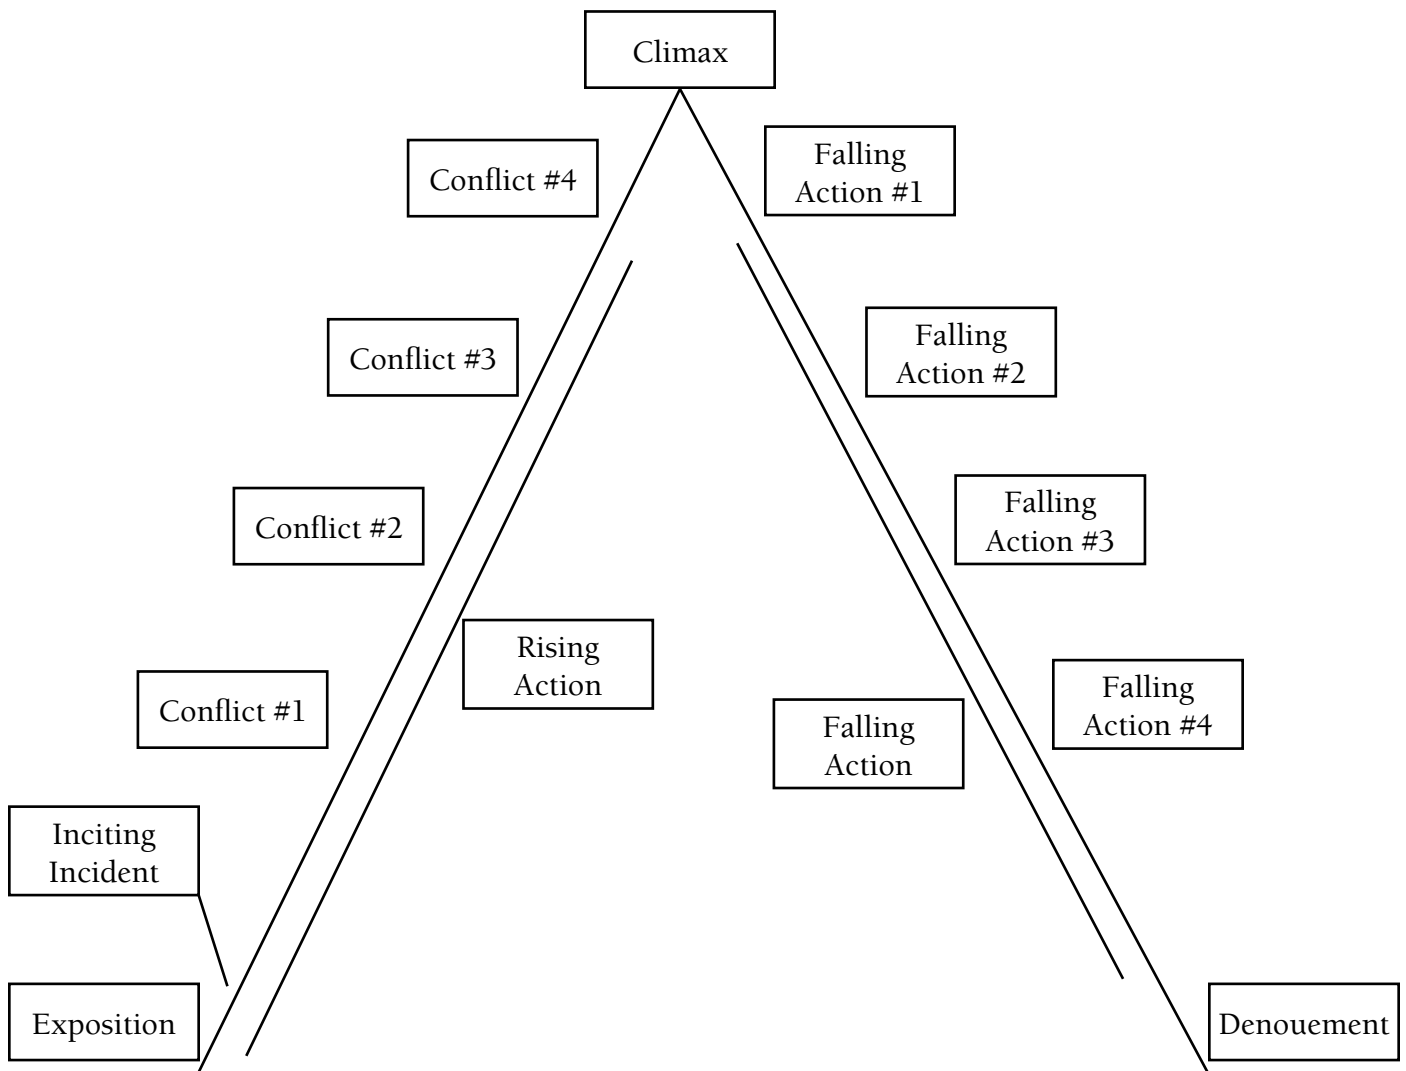 Climax
Conflict #4
Falling
Action #1
Conflict #3
Falling
Action #2
Conflict #2
Falling
Action #3
Rising
Action
Conflict #1
Falling
Action #4
Falling
Action
Inciting
Incident
Exposition
Denouement